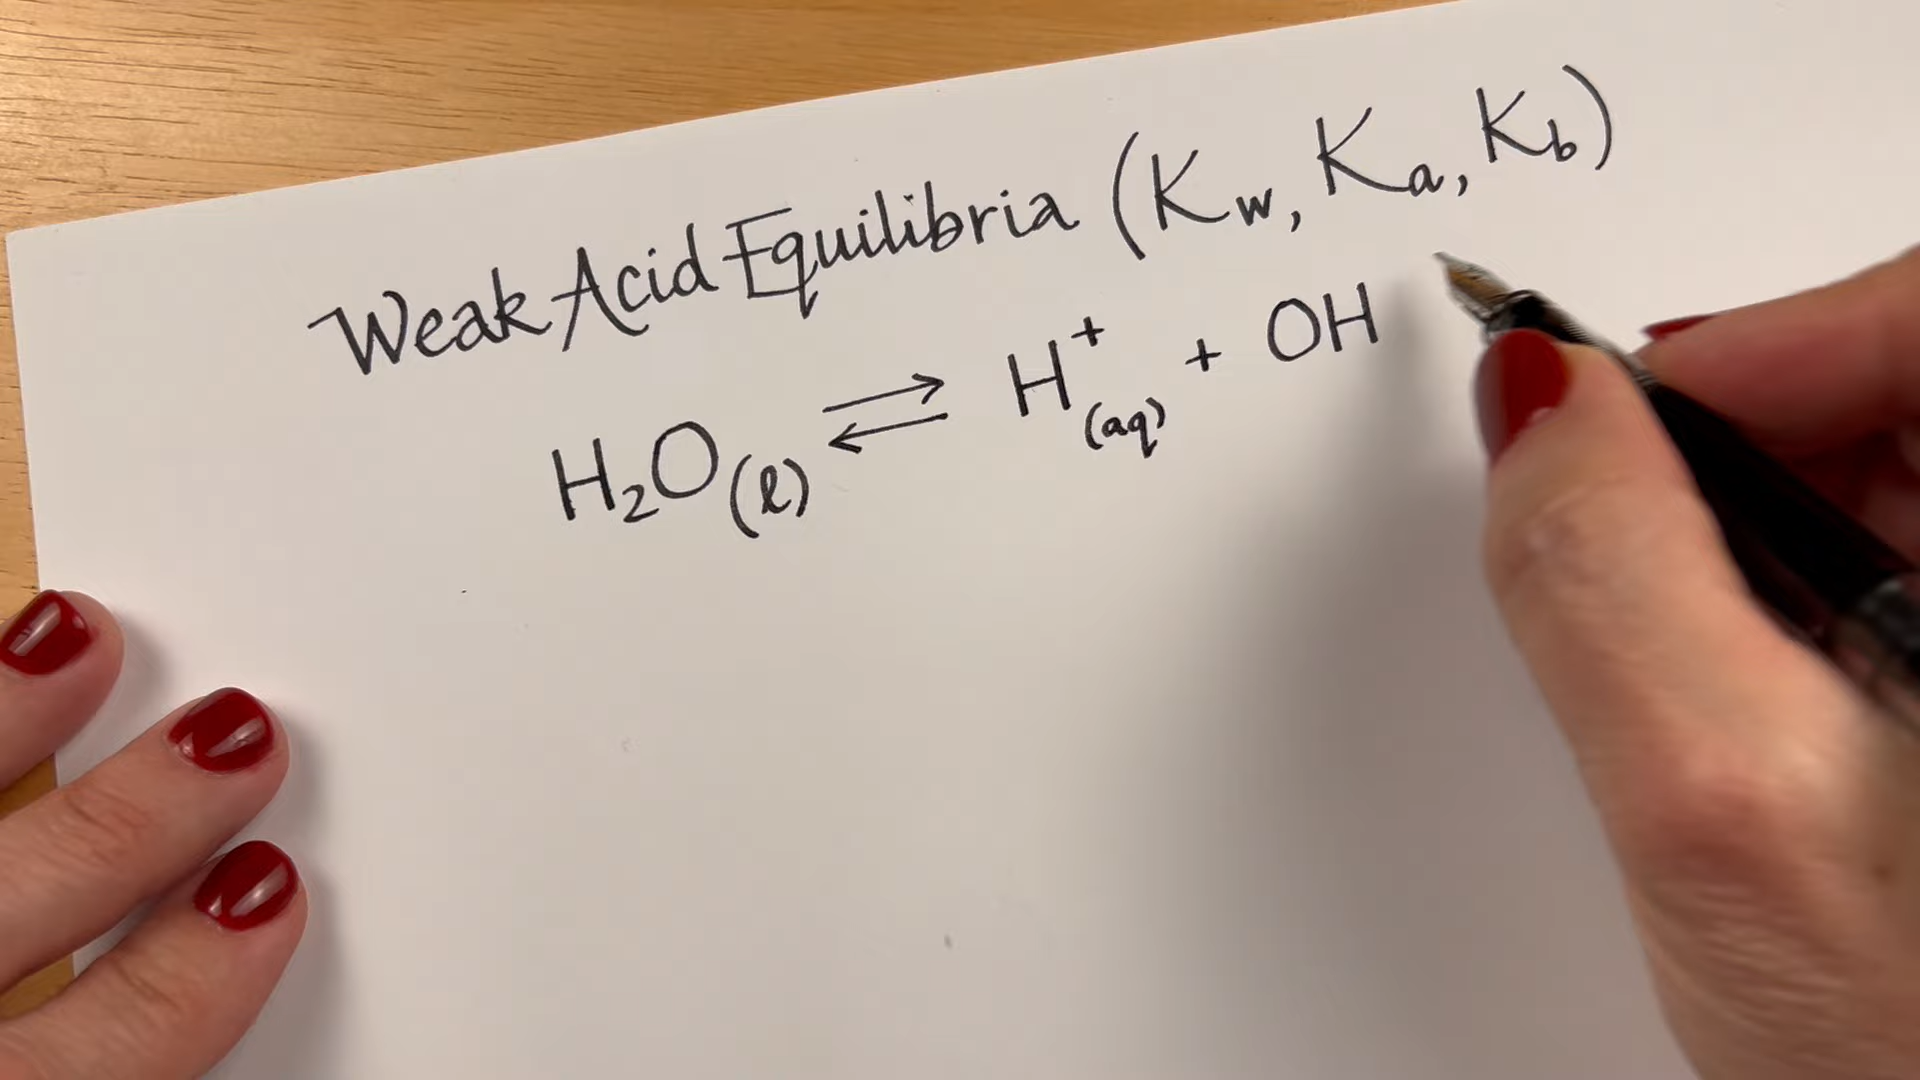 Weak Acid Equilibria (Kw, Ka, Kb)
H₂O(l) ⇌ H⁺(aq) + OH